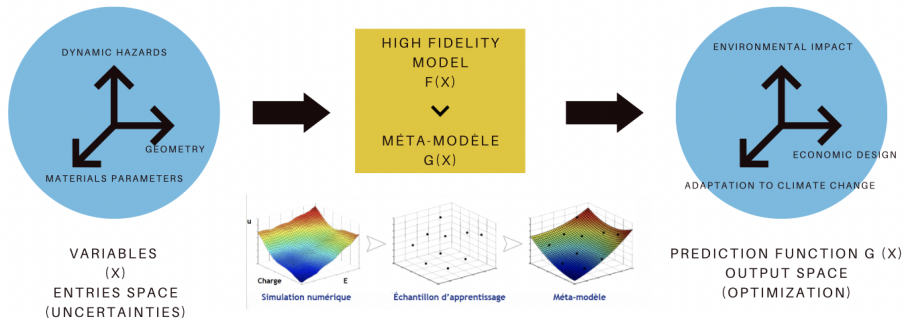 DYNAMIC HAZARDS
GEOMETRY
MATERIALS PARAMETERS
VARIABLES
(X)
ENTRIES SPACE
(UNCERTAINTIES)
HIGH FIDELITY
MODEL
F(X)
MÉTA-MODÈLE
G(X)
u
Charge
E
Simulation numérique
Échantillon d'apprentissage
Méta-modèle
ENVIRONMENTAL IMPACT
ECONOMIC DESIGN
ADAPTATION TO CLIMATE CHANGE
PREDICTION FUNCTION G (X)
OUTPUT SPACE
(OPTIMIZATION)